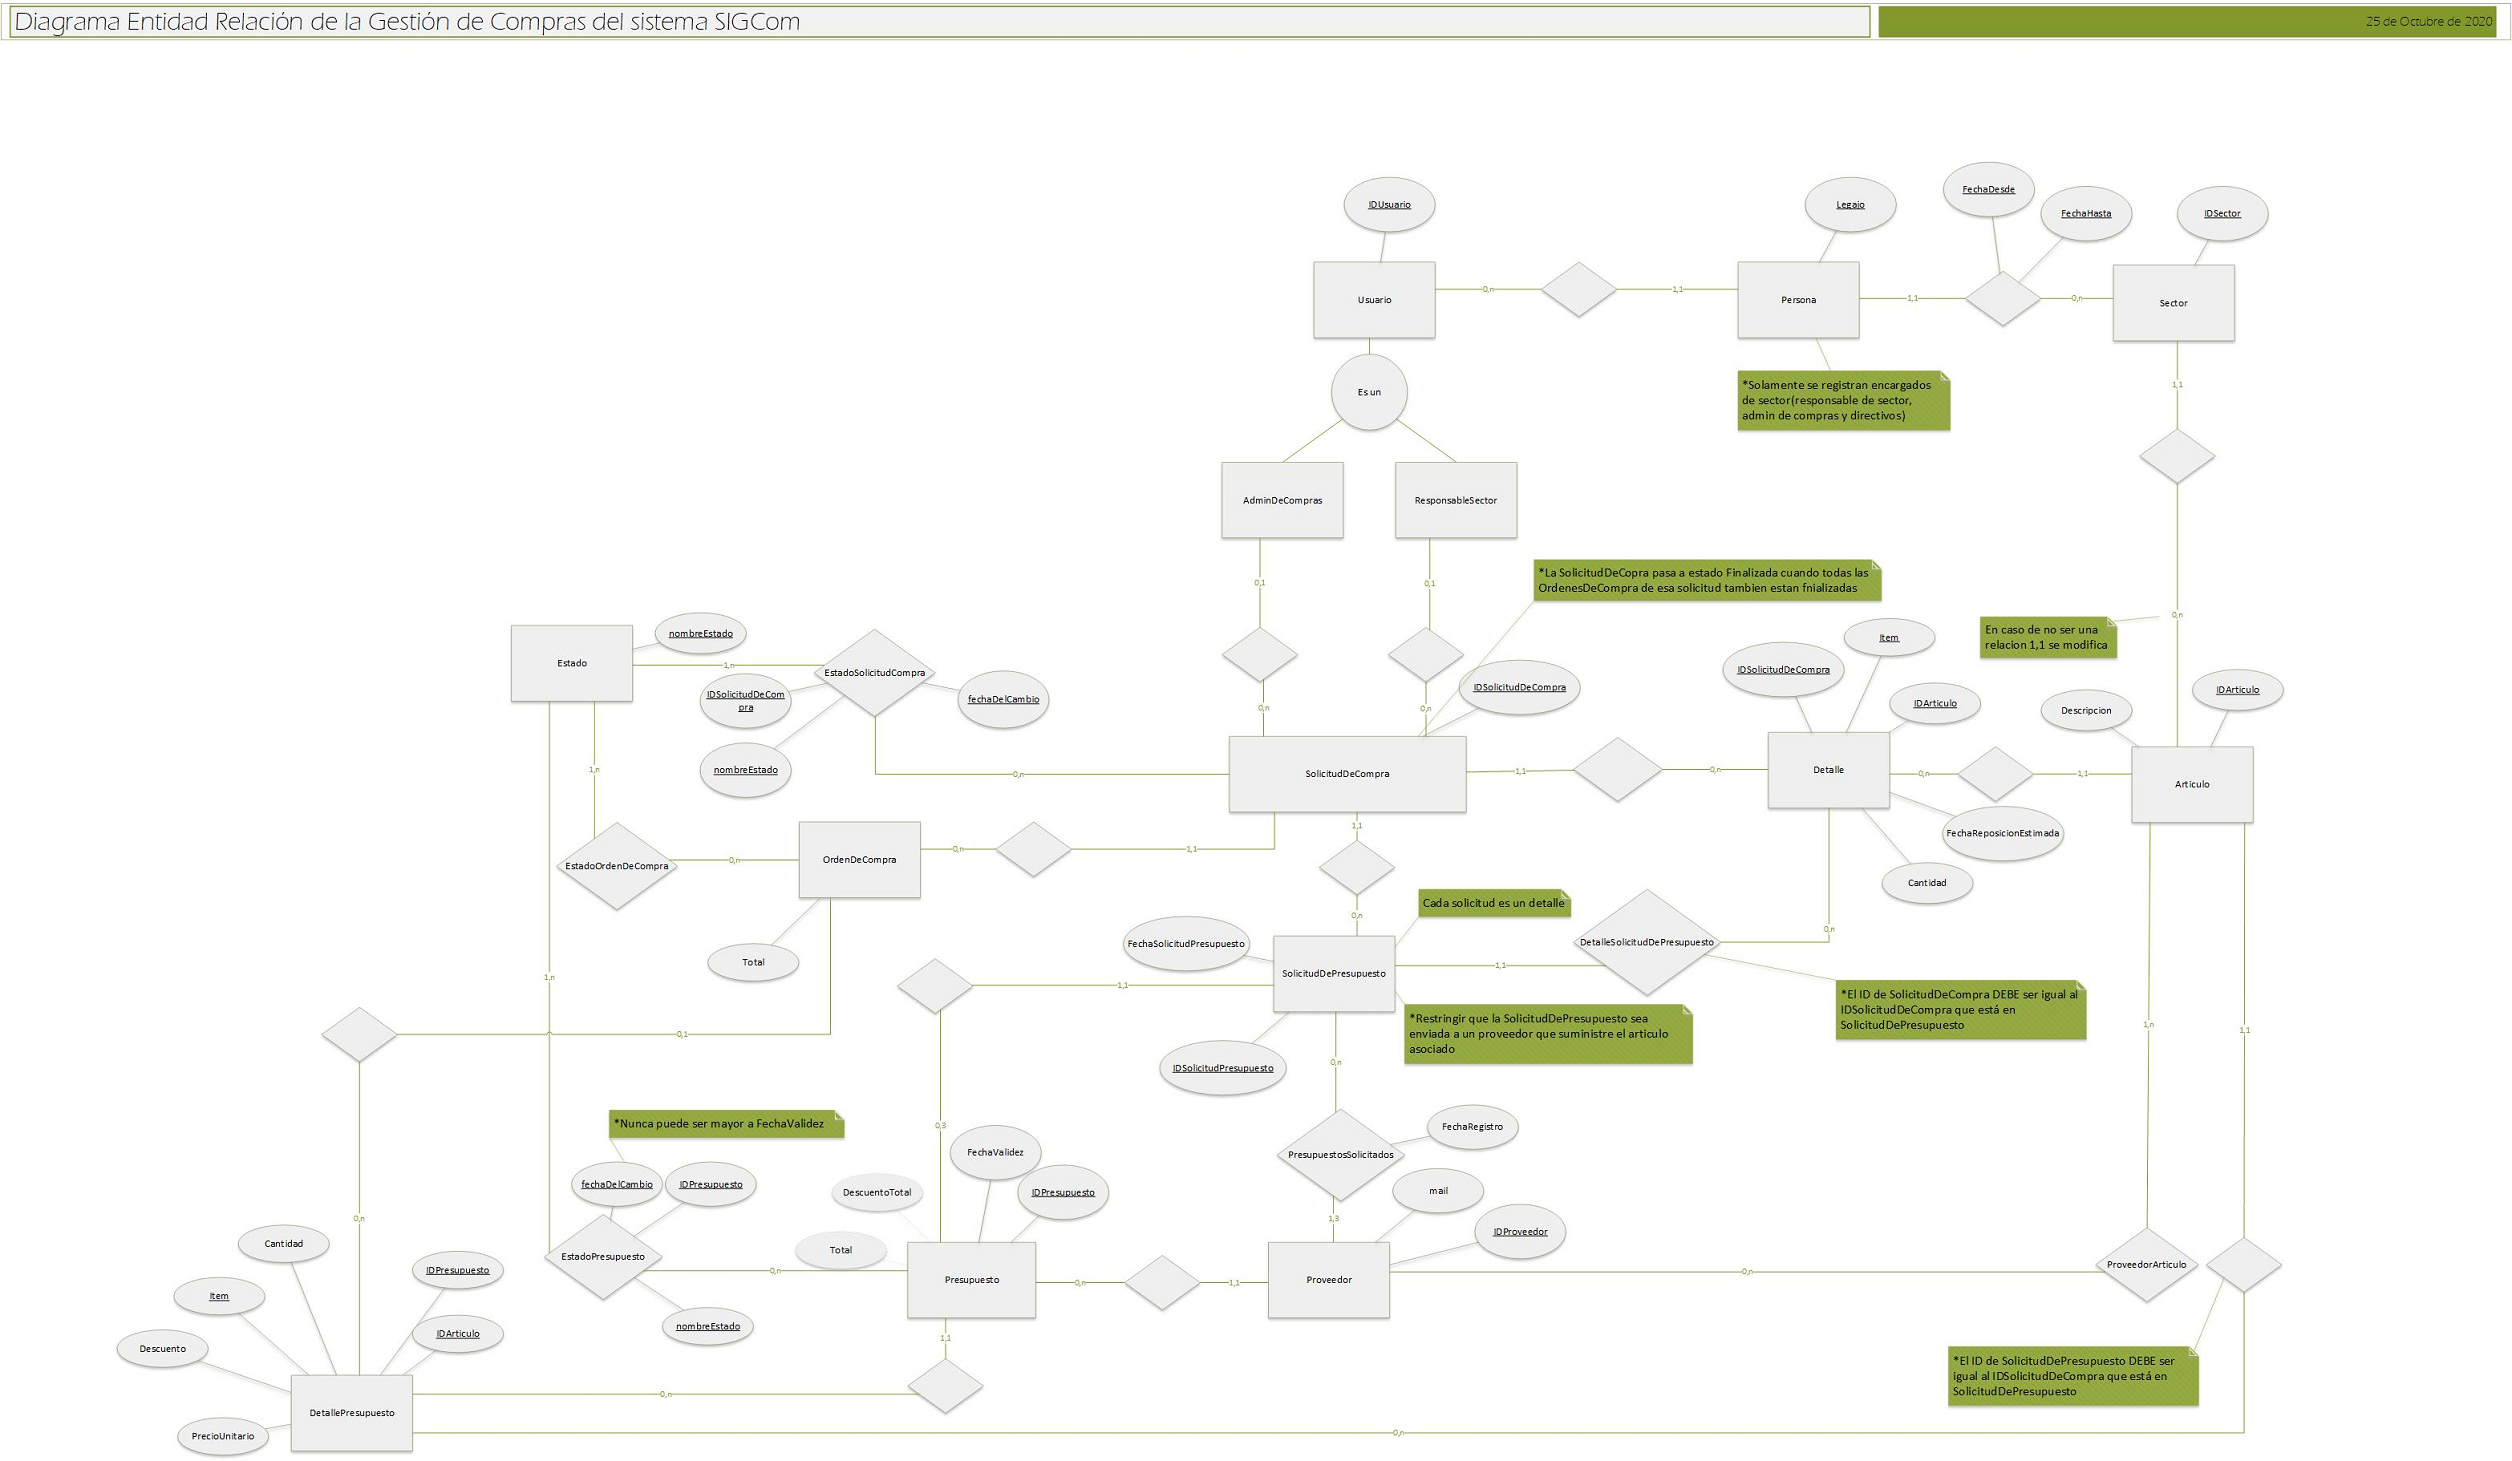 Diagrama Entidad Relación de la Gestión de Compras del sistema SIGCom
25 de Octubre de 2020
IDUsuario
Legajo
FechaDesde
FechaHasta
IDSector
Usuario
0,n
1,1
Persona
1,1
0,n
Sector
1,1
Es un
*Solamente se registran encargados
de sector(responsable de sector,
admin de compras y directivos)
AdminDeCompras
ResponsableSector
0,1
0,1
*La SolicitudDeCopra pasa a estado Finalizada cuando todas las
OrdenesDeCompra de esa solicitud tambien estan fnializadas
0,n
En caso de no ser una
relacion 1,1 se modifica
Estado
nombreEstado
1,n
EstadoSolicitudCompra
IDSolicitudDeCom
pra
fechaDelCambio
nombreEstado
0,n
0,n
0,n
IDSolicitudDeCompra
SolicitudDeCompra
1,1
0,n
IDSolicitudDeCompra
Item
IDArticulo
Detalle
0,n
1,1
Descripcion
IDArticulo
Articulo
FechaReposicionEstimada
Cantidad
1,n
EstadoOrdenDeCompra
0,n
OrdenDeCompra
0,n
1,1
1,1
Total
0,n
Cada solicitud es un detalle
FechaSolicitudPresupuesto
SolicitudDePresupuesto
1,1
DetalleSolicitudDePresupuesto
0,n
1,1
*El ID de SolicitudDeCompra DEBE ser igual al
IDSolicitudDeCompra que está en
SolicitudDePresupuesto
*Restringir que la SolicitudDePresupuesto sea
enviada a un proveedor que suministre el articulo
asociado
IDSolicitudPresupuesto
1,n
0,1
0,n
1,n
1,1
*Nunca puede ser mayor a FechaValidez
0,3
FechaValidez
IDPresupuesto
DescuentoTotal
Total
fechaDelCambio
IDPresupuesto
EstadoPresupuesto
nombreEstado
0,n
PresupuestosSolicitados
FechaRegistro
1,3
mail
IDProveedor
Presupuesto
0,n
1,1
Proveedor
0,n
ProveedorArticulo
0,n
Cantidad
Item
IDPresupuesto
IDArticulo
Descuento
PrecioUnitario
DetallePresupuesto
1,1
0,n
0,n
*El ID de SolicitudDePresupuesto DEBE ser
igual al IDSolicitudDeCompra que está en
SolicitudDePresupuesto